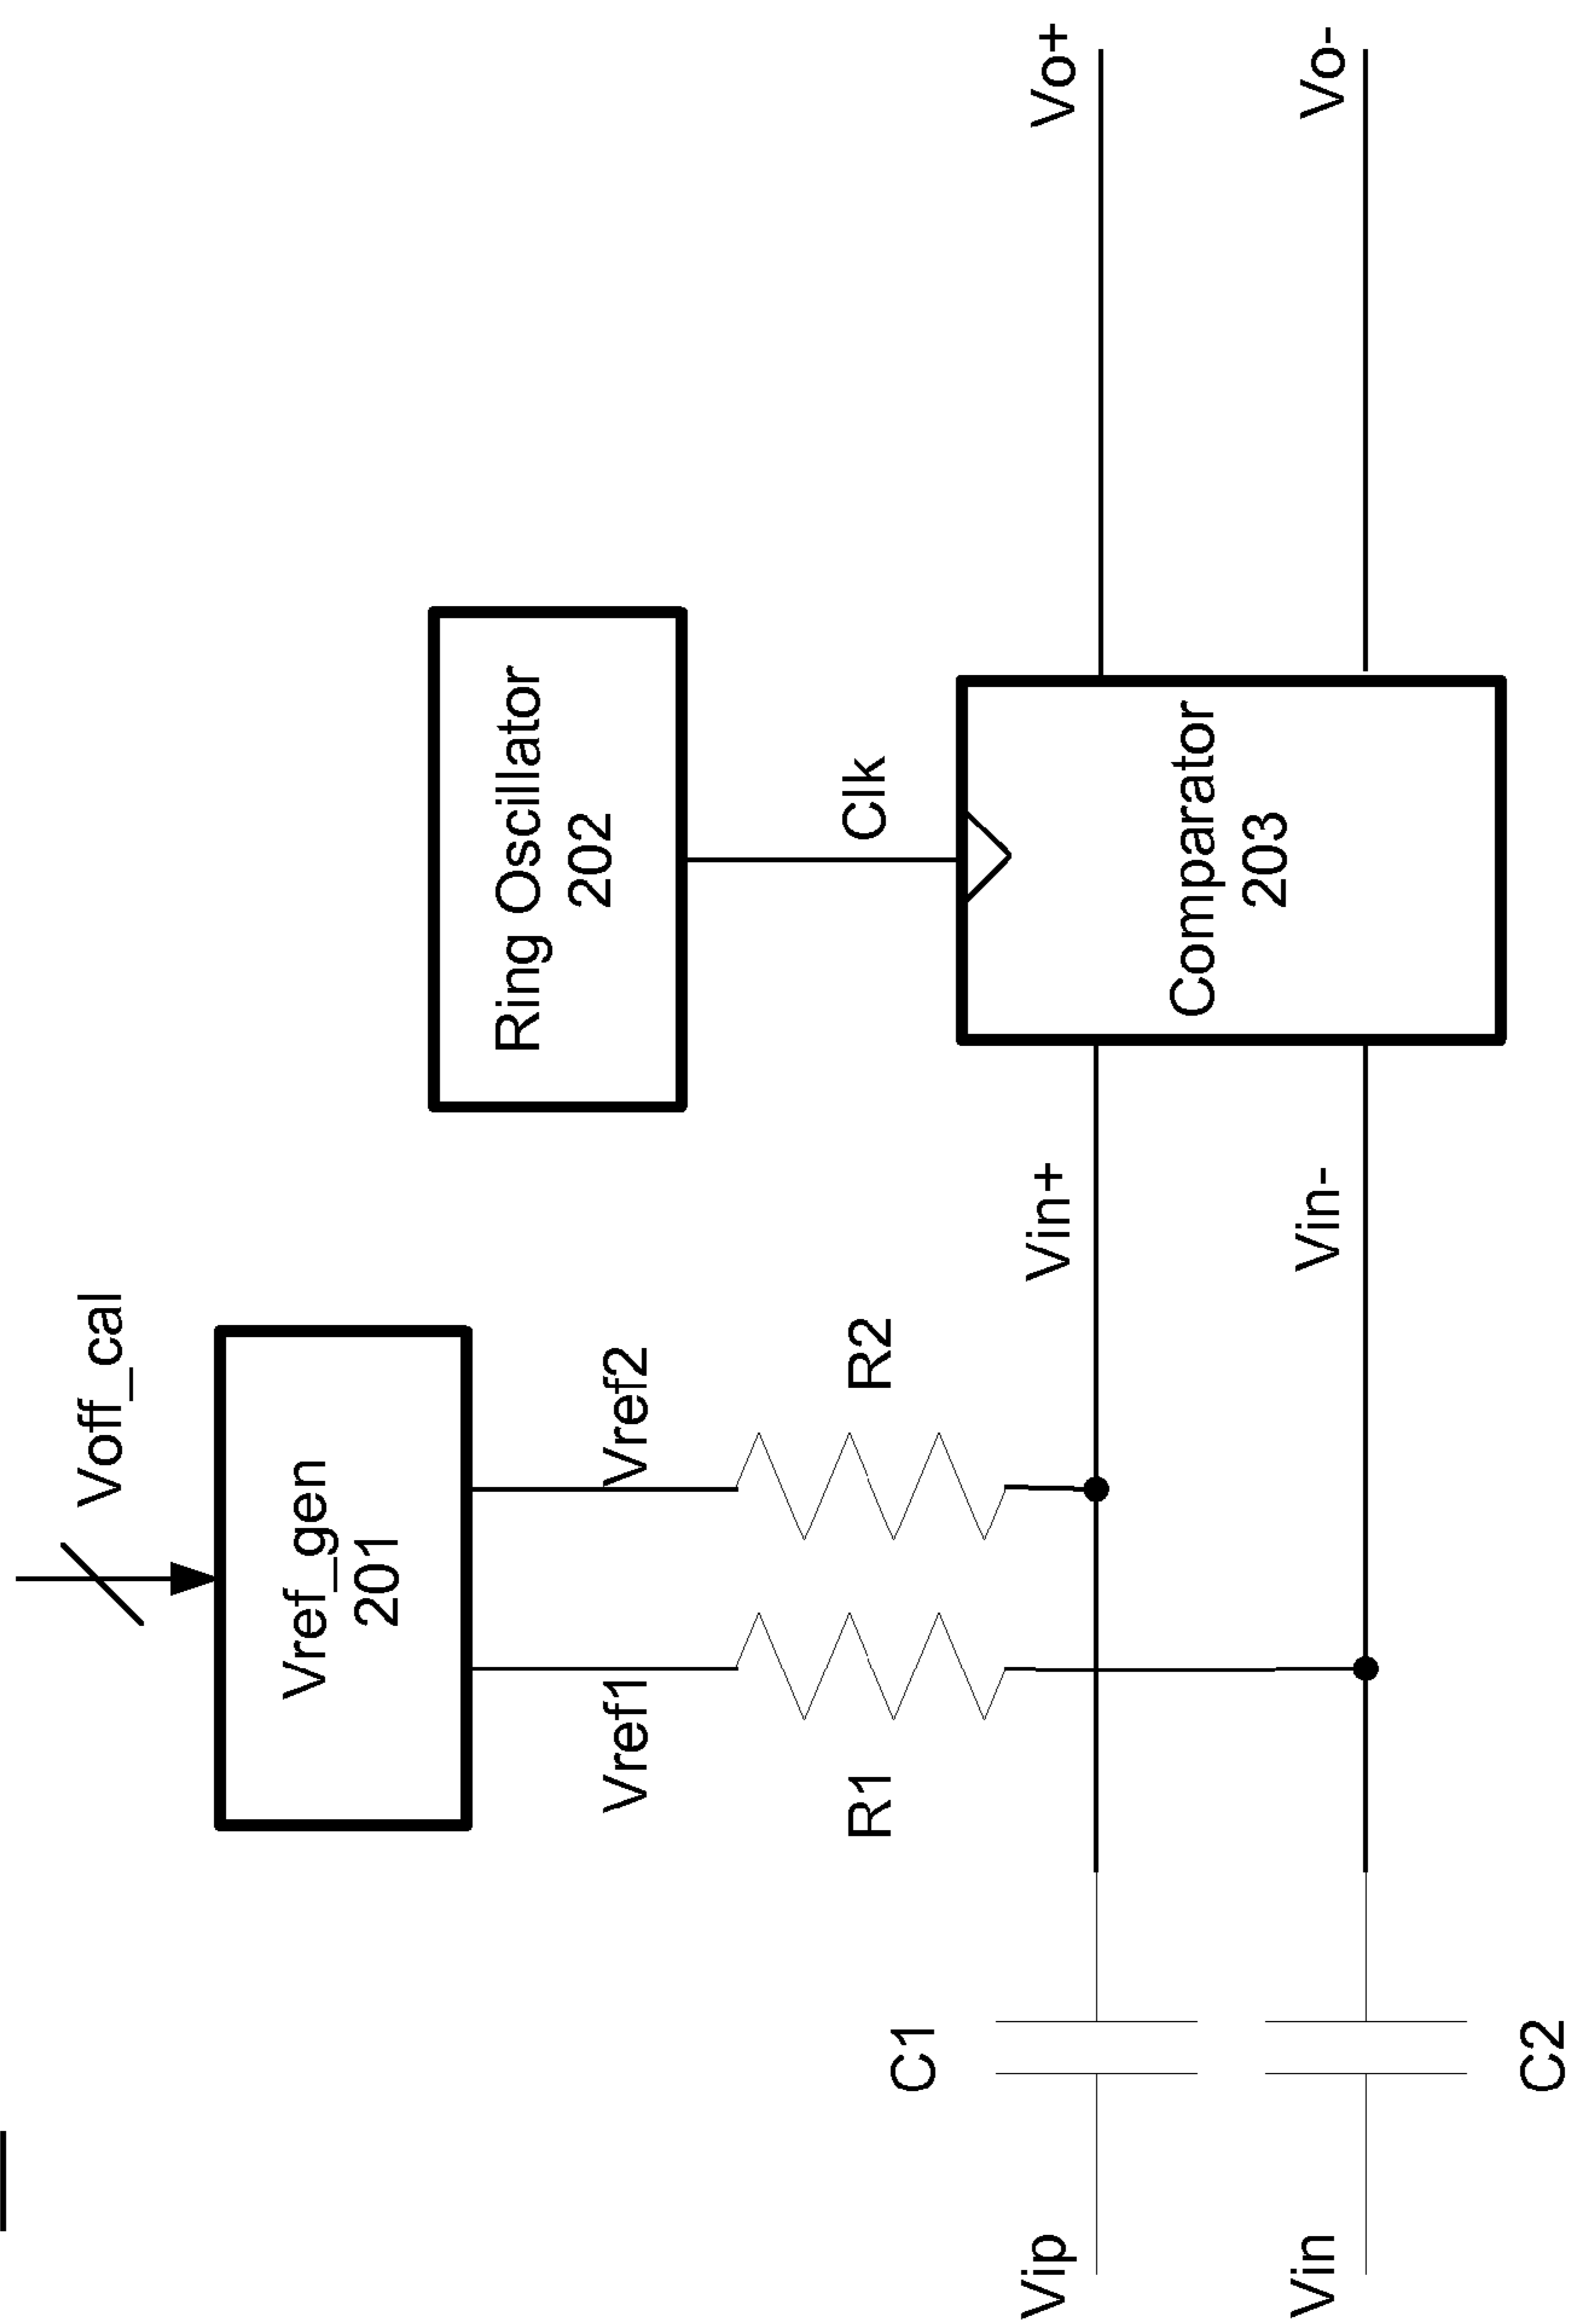 Voff_cal
Vref_gen
201
Vref1
Vref2
R1
R2
Ring Oscillator
202
Clk
C1
Vip
Vin+
Vo+
Comparator
203
Vin
Vin-
Vo-
C2